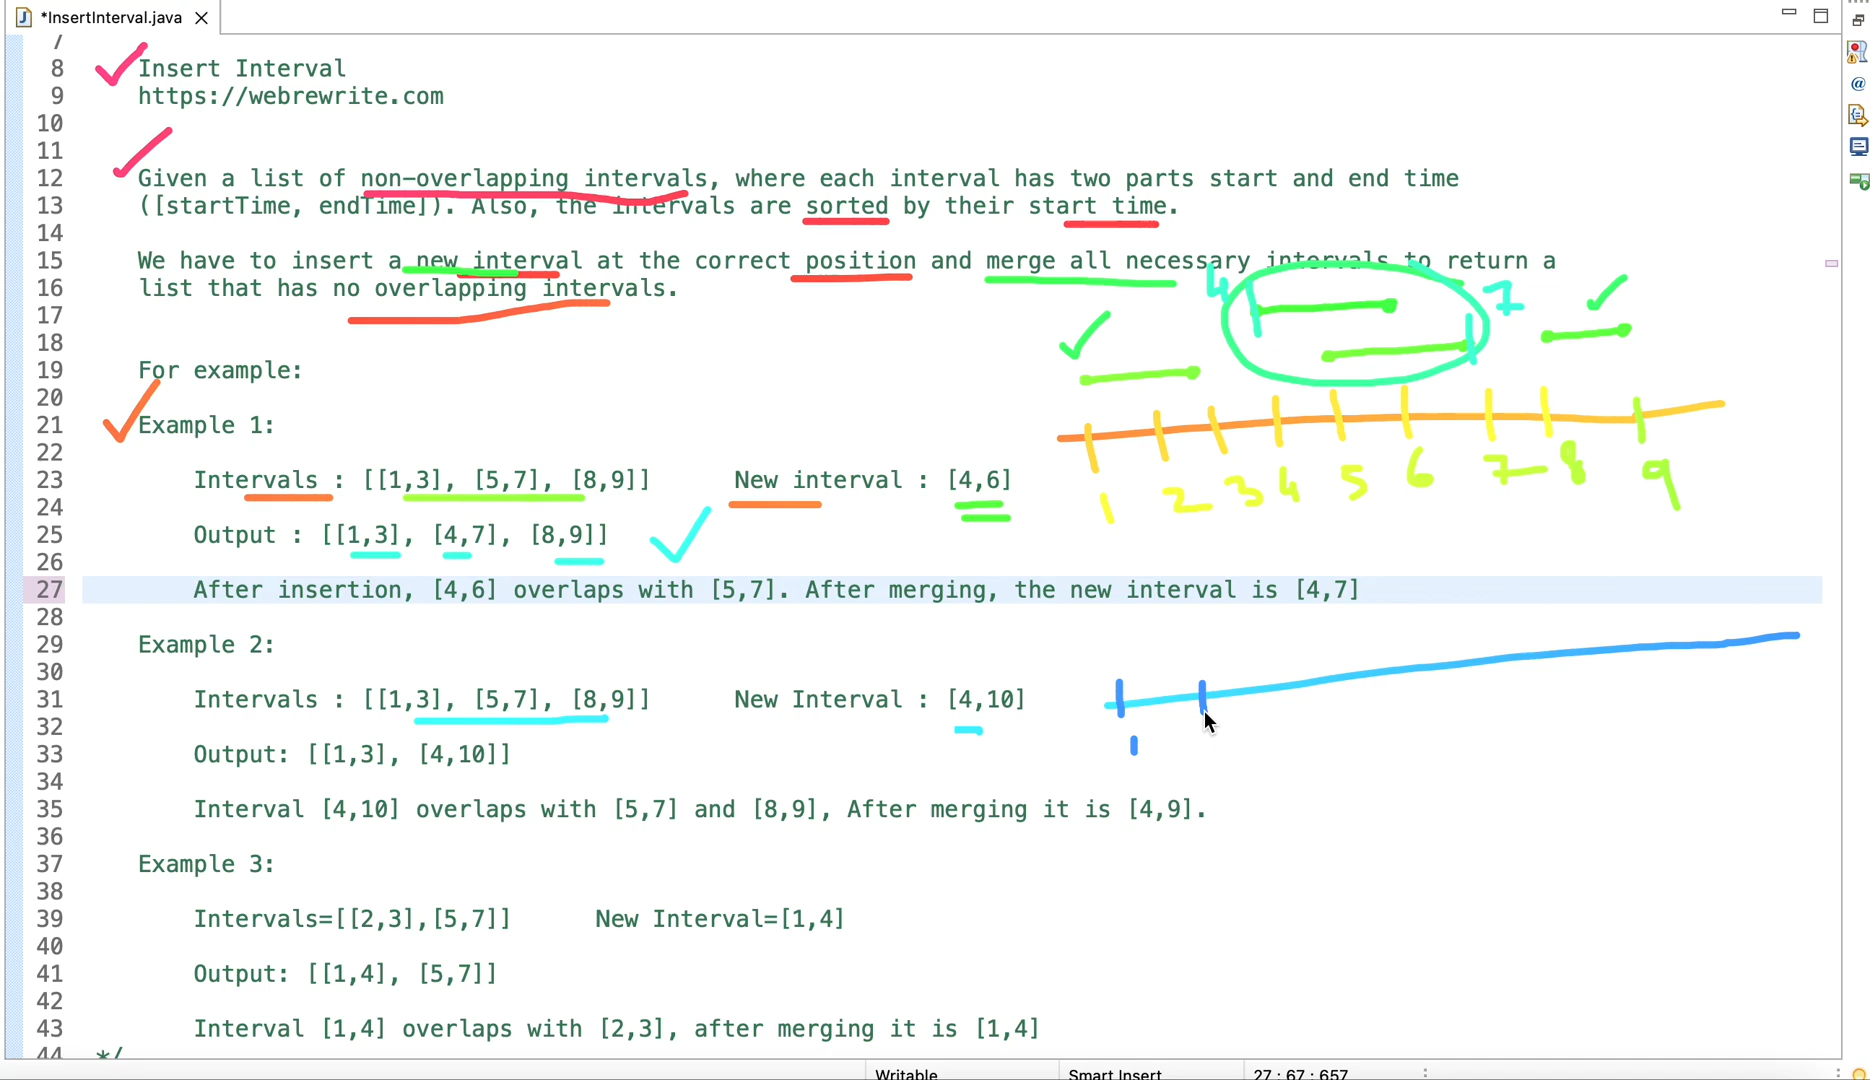 *InsertInterval.java
7
8 Insert Interval
9 https://webrewrite.com
10
11
12 Given a list of non-overlapping intervals, where each interval has two parts start and end time
13 ([startTime, endTime]). Also, the intervals are sorted by their start time.
14
15 We have to insert a new interval at the correct position and merge all necessary intervals to return a
16 list that has no overlapping intervals.
4 7
17
18
19 For example:
20
21 Example 1:
22
23 Intervals : [[1,3], [5,7], [8,9]] New interval : [4,6]
1 2 3 4 5 6 7 8 9
24
25 Output : [[1,3], [4,7], [8,9]]
26
27 After insertion, [4,6] overlaps with [5,7]. After merging, the new interval is [4,7]
28
29 Example 2:
30
31 Intervals : [[1,3], [5,7], [8,9]] New Interval : [4,10]
32
1
33 Output: [[1,3], [4,10]]
34
35 Interval [4,10] overlaps with [5,7] and [8,9], After merging it is [4,9].
36
37 Example 3:
38
39 Intervals=[[2,3],[5,7]] New Interval=[1,4]
40
41 Output: [[1,4], [5,7]]
42
43 Interval [1,4] overlaps with [2,3], after merging it is [1,4]
44 */
Writable Smart Insert 27 : 67 : 657